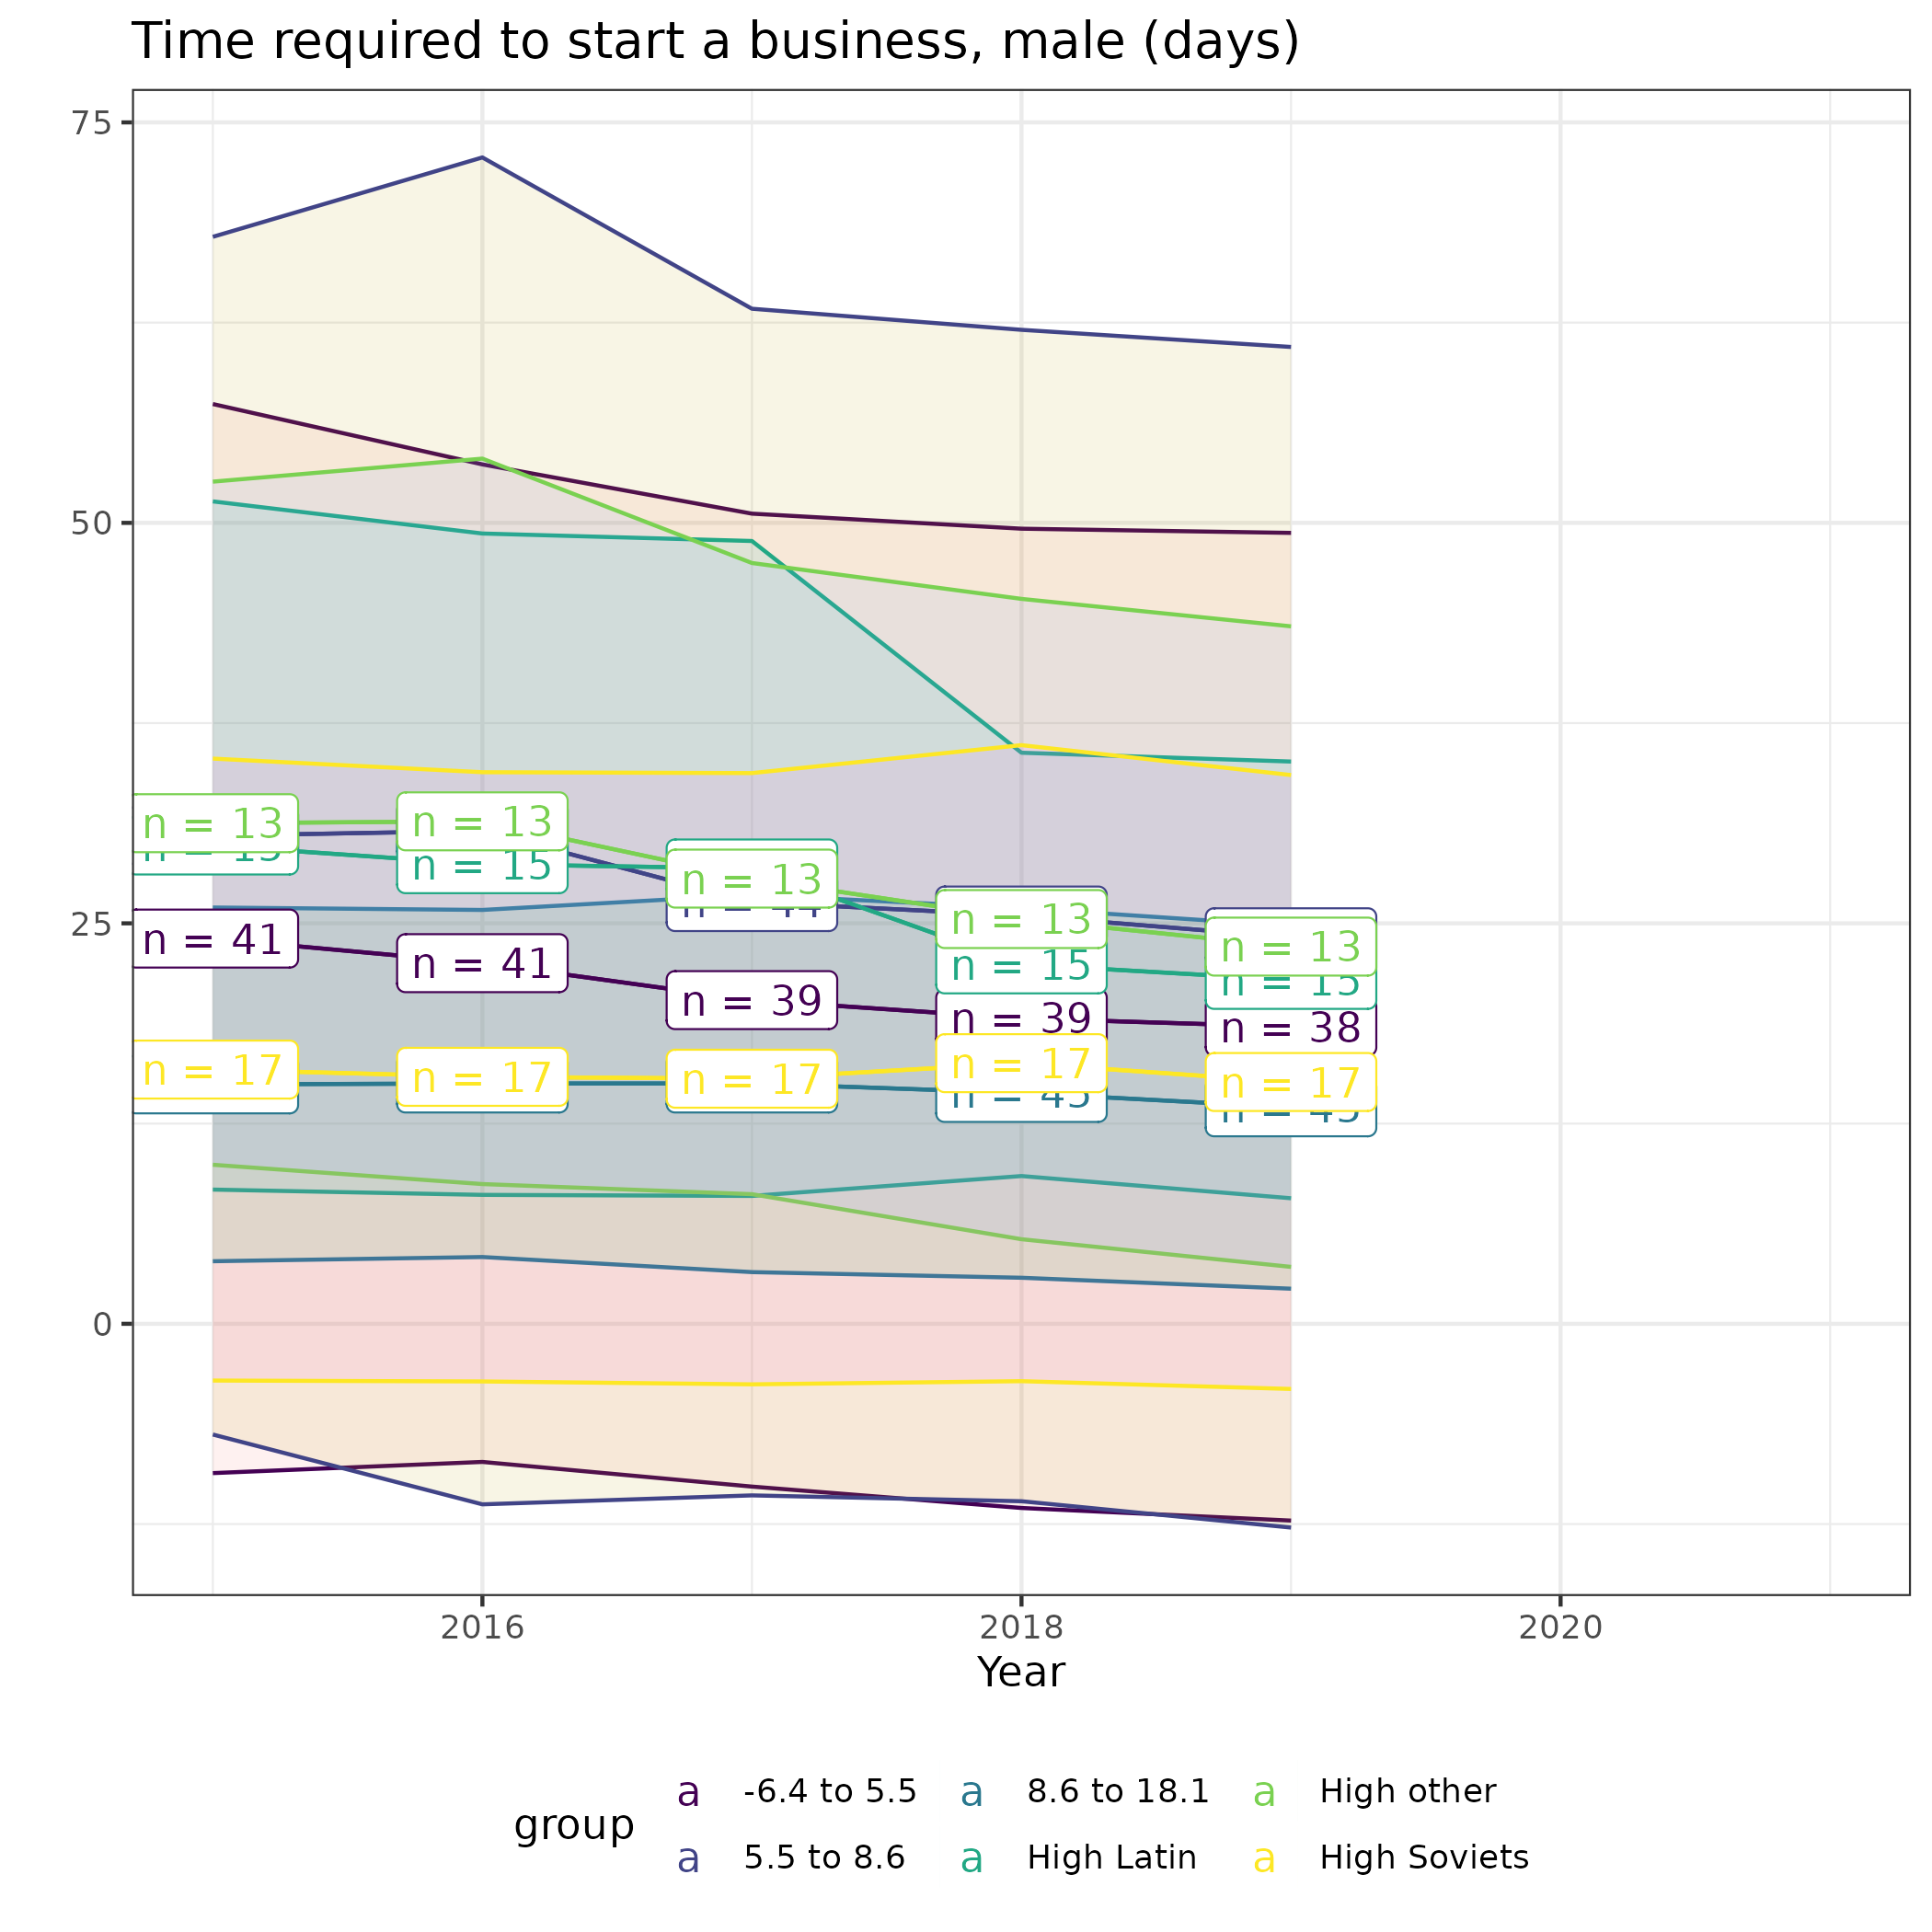 Time required to start a business, male (days)
75
50
n = 13
n = 13
n = 15
n = 13
n = 44
n = 13
n = 13
25
n = 41
n = 41
n = 15
n = 15
n = 39
n = 39
n = 38
n = 17
n = 17
n = 17
n = 17
n = 17
0
2016 2018 2020
Year
-6.4 to 5.5 8.6 to 18.1 High other
group
5.5 to 8.6 High Latin High Soviets
a a a
a a a